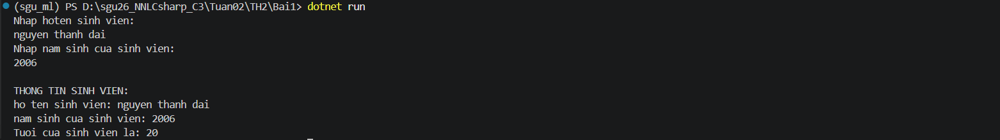 (sgu_ml) PS D:\sgu26_NNLCsharp_C3\Tuan02\TH2\Bai1> dotnet run
Nhap hoten sinh vien:
nguyen thanh dai
Nhap nam sinh cua sinh vien:
2006
THONG TIN SINH VIEN:
ho ten sinh vien: nguyen thanh dai
nam sinh cua sinh vien: 2006
Tuoi cua sinh vien la: 20